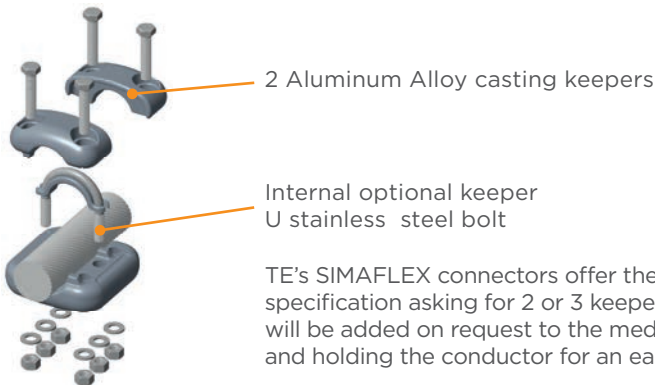 2 Aluminum Alloy casting keepers
Internal optional keeper
U stainless steel bolt
TE's SIMAFLEX connectors offer the
specification asking for 2 or 3 keepe
will be added on request to the med
and holding the conductor for an ea